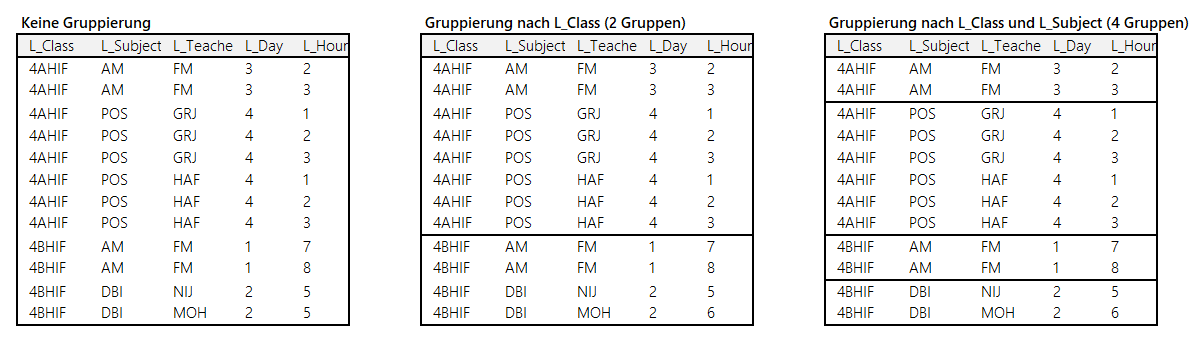 Keine Gruppierung
L_Class L_Subject L_Teache L_Day L_Hour
4AHIF AM FM 3 2
4AHIF AM FM 3 3
4AHIF POS GRJ 4 1
4AHIF POS GRJ 4 2
4AHIF POS GRJ 4 3
4AHIF POS HAF 4 1
4AHIF POS HAF 4 2
4AHIF POS HAF 4 3
4BHIF AM FM 1 7
4BHIF AM FM 1 8
4BHIF DBI NIJ 2 5
4BHIF DBI MOH 2 5
Gruppierung nach L_Class (2 Gruppen)
L_Class L_Subject L_Teache L_Day L_Hour
4AHIF AM FM 3 2
4AHIF AM FM 3 3
4AHIF POS GRJ 4 1
4AHIF POS GRJ 4 2
4AHIF POS GRJ 4 3
4AHIF POS HAF 4 1
4AHIF POS HAF 4 2
4AHIF POS HAF 4 3
4BHIF AM FM 1 7
4BHIF AM FM 1 8
4BHIF DBI NIJ 2 5
4BHIF DBI MOH 2 6
Gruppierung nach L_Class und L_Subject (4 Gruppen)
L_Class L_Subject L_Teache L_Day L_Hour
4AHIF AM FM 3 2
4AHIF AM FM 3 3
4AHIF POS GRJ 4 1
4AHIF POS GRJ 4 2
4AHIF POS GRJ 4 3
4AHIF POS HAF 4 1
4AHIF POS HAF 4 2
4AHIF POS HAF 4 3
4BHIF AM FM 1 7
4BHIF AM FM 1 8
4BHIF DBI NIJ 2 5
4BHIF DBI MOH 2 6